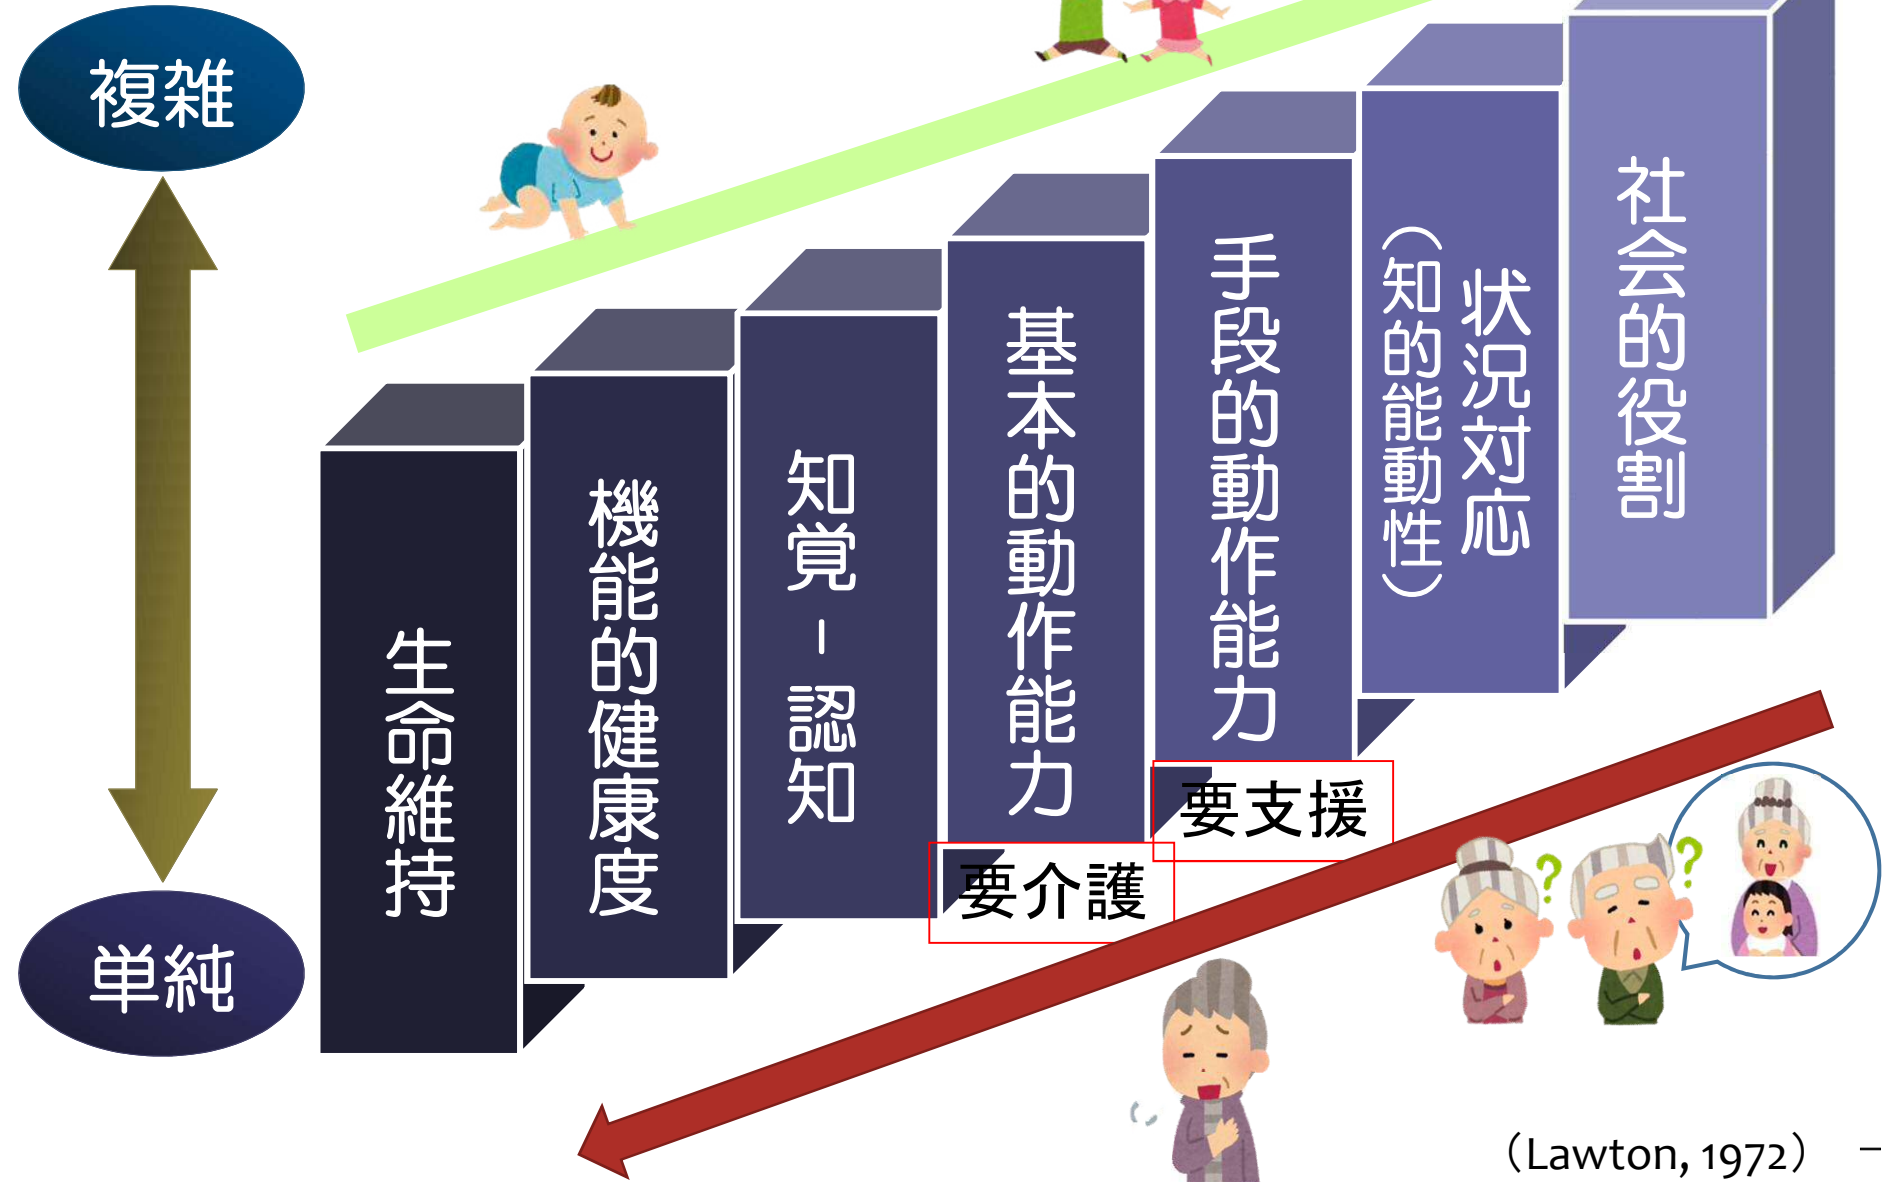 複雑
単純
生命維持
機能的健康度
知覚-認知
基本的動作能力
手段的動作能力
状況対応
(知的能動性)
社会的役割
要支援
要介護
?
?
(Lawton, 1972)